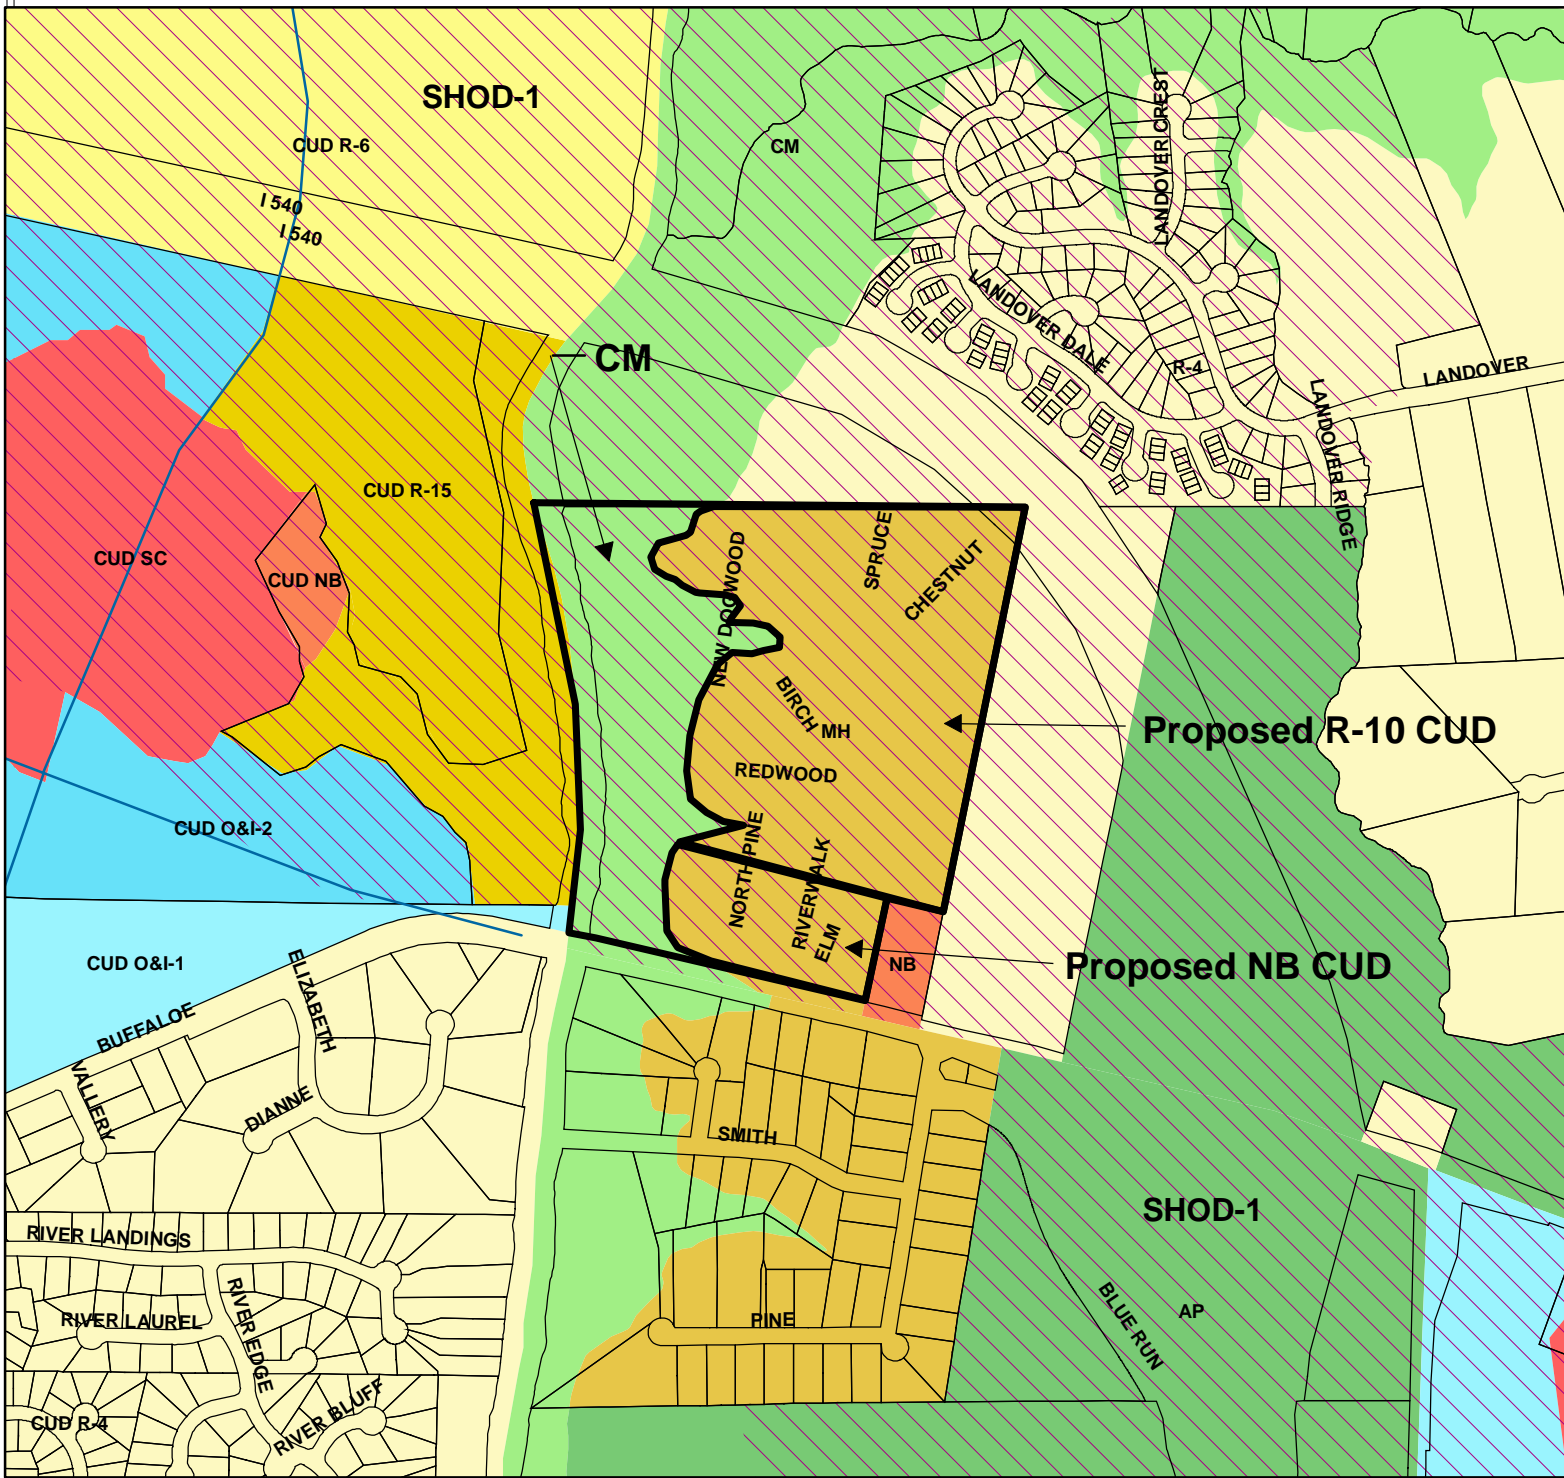 SHOD-1
CUD R-6
CM
LANDOVER CREST
I 540
I 540
LANDOVER DALE
CM
R-4
LANDOVER
LANDOVER RIDGE
CUD R-15
CUD SC
CUD NB
NEW DOGWOOD
SPRUCE
CHESTNUT
BIRCH
MH
Proposed R-10 CUD
REDWOOD
CUD O&I-2
NORTH PINE
RIVERWALK
ELM
NB
Proposed NB CUD
CUD O&I-1
ELIZABETH
BUFFALOE
VALLERY
DIANNE
SMITH
SHOD-1
RIVER LANDINGS
RIVER LAUREL
RIVER EDGE
PINE
BLUE RUN
AP
CUD R-4
RIVER BLUFF